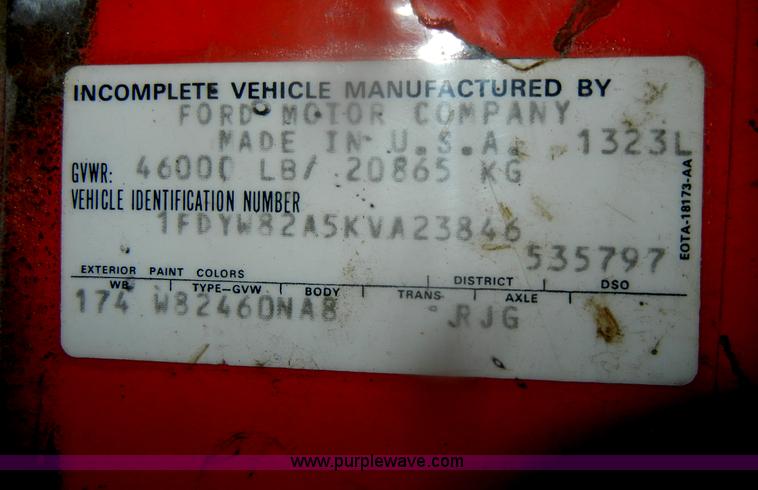 INCOMPLETE VEHICLE MANUFACTURED BY
FORD MOTOR COMPANY
MADE IN U.S.A. 1323L
GVWR: 46000 LB/ 20865 KG
VEHICLE IDENTIFICATION NUMBER
1FDYW82A5KVA23846
535797
EXTERIOR PAINT COLORS DISTRICT DSO
WB TYPE-GVW BODY TRANS AXLE
174 W82460NA8 RJG
EOTA-18173-AA
www.purplewave.com